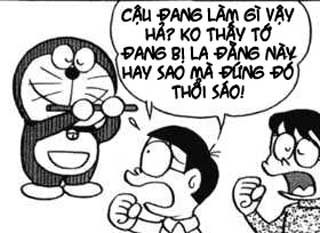 CẬU ĐANG LÀM GÌ VẬY
HẢ? KO THẤY TỚ
ĐANG BỊ LA ĐẰNG NÀY
HAY SAO MÀ ĐỨNG ĐÓ
THỔI SÁO!